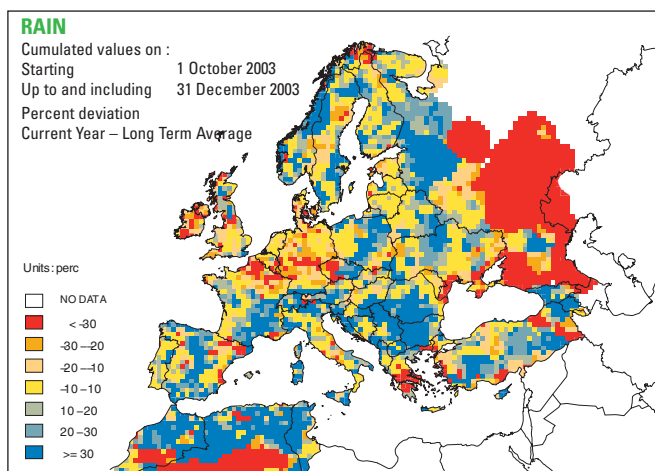 RAIN
Cumulated values on :
Starting 1 October 2003
Up to and including 31 December 2003
Percent deviation
Current Year – Long Term Average
Units: perc
NO DATA
< -30
-30 –-20
-20 –-10
-10 -10
10 -20
20 -30
>= 30